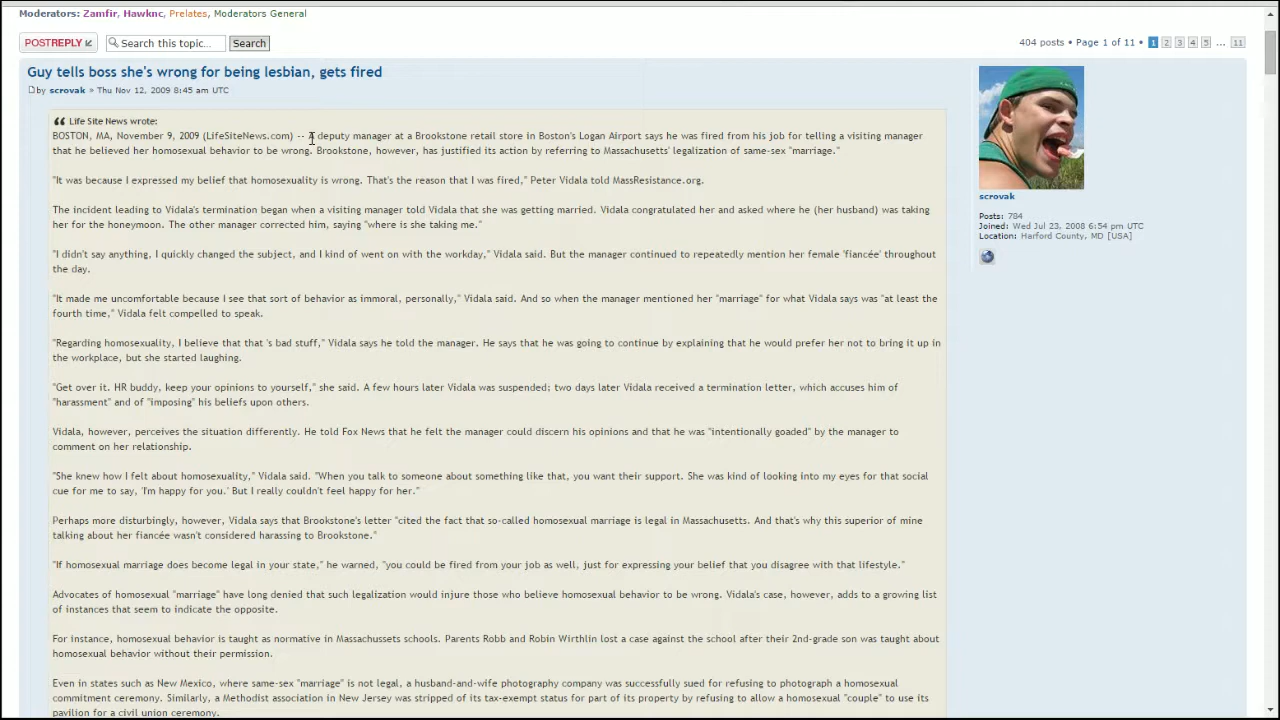 Moderators: Zamfir, Hawknc, Prelates, Moderators General
POSTREPLY Search this topic... Search 404 posts • Page 1 of 11 • 1 2 3 4 5 ... 11
Guy tells boss she's wrong for being lesbian, gets fired
by scrovak » Thu Nov 12, 2009 8:45 am UTC
Life Site News wrote:
BOSTON, MA, November 9, 2009 (LifeSiteNews.com) -- A deputy manager at a Brookstone retail store in Boston's Logan Airport says he was fired from his job for telling a visiting manager
that he believed her homosexual behavior to be wrong. Brookstone, however, has justified its action by referring to Massachusetts' legalization of same-sex "marriage."
"It was because I expressed my belief that homosexuality is wrong. That's the reason that I was fired," Peter Vidala told MassResistance.org.
The incident leading to Vidala's termination began when a visiting manager told Vidala that she was getting married. Vidala congratulated her and asked where he (her husband) was taking
her for the honeymoon. The other manager corrected him, saying "where is she taking me."
"I didn't say anything, I quickly changed the subject, and I kind of went on with the workday," Vidala said. But the manager continued to repeatedly mention her female 'fiancée' throughout
the day.
"It made me uncomfortable because I see that sort of behavior as immoral, personally," Vidala said. And so when the manager mentioned her "marriage" for what Vidala says was "at least the
fourth time," Vidala felt compelled to speak.
"Regarding homosexuality, I believe that that 's bad stuff," Vidala says he told the manager. He says that he was going to continue by explaining that he would prefer her not to bring it up in
the workplace, but she started laughing.
"Get over it. HR buddy, keep your opinions to yourself," she said. A few hours later Vidala was suspended; two days later Vidala received a termination letter, which accuses him of
"harassment" and of "imposing" his beliefs upon others.
Vidala, however, perceives the situation differently. He told Fox News that he felt the manager could discern his opinions and that he was "intentionally goaded" by the manager to
comment on her relationship.
"She knew how I felt about homosexuality," Vidala said. "When you talk to someone about something like that, you want their support. She was kind of looking into my eyes for that social
cue for me to say, 'I'm happy for you.' But I really couldn't feel happy for her."
Perhaps more disturbingly, however, Vidala says that Brookstone's letter "cited the fact that so-called homosexual marriage is legal in Massachusetts. And that's why this superior of mine
talking about her fiancée wasn't considered harassing to Brookstone."
"If homosexual marriage does become legal in your state," he warned, "you could be fired from your job as well, just for expressing your belief that you disagree with that lifestyle."
Advocates of homosexual "marriage" have long denied that such legalization would injure those who believe homosexual behavior to be wrong. Vidala's case, however, adds to a growing list
of instances that seem to indicate the opposite.
For instance, homosexual behavior is taught as normative in Massachussets schools. Parents Robb and Robin Wirthlin lost a case against the school after their 2nd-grade son was taught about
homosexual behavior without their permission.
Even in states such as New Mexico, where same-sex "marriage" is not legal, a husband-and-wife photography company was successfully sued for refusing to photograph a homosexual
commitment ceremony. Similarly, a Methodist association in New Jersey was stripped of its tax-exempt status for part of its property by refusing to allow a homosexual "couple" to use its
pavilion for a civil union ceremony.
scrovak
Posts: 784
Joined: Wed Jul 23, 2008 6:54 pm UTC
Location: Harford County, MD [USA]